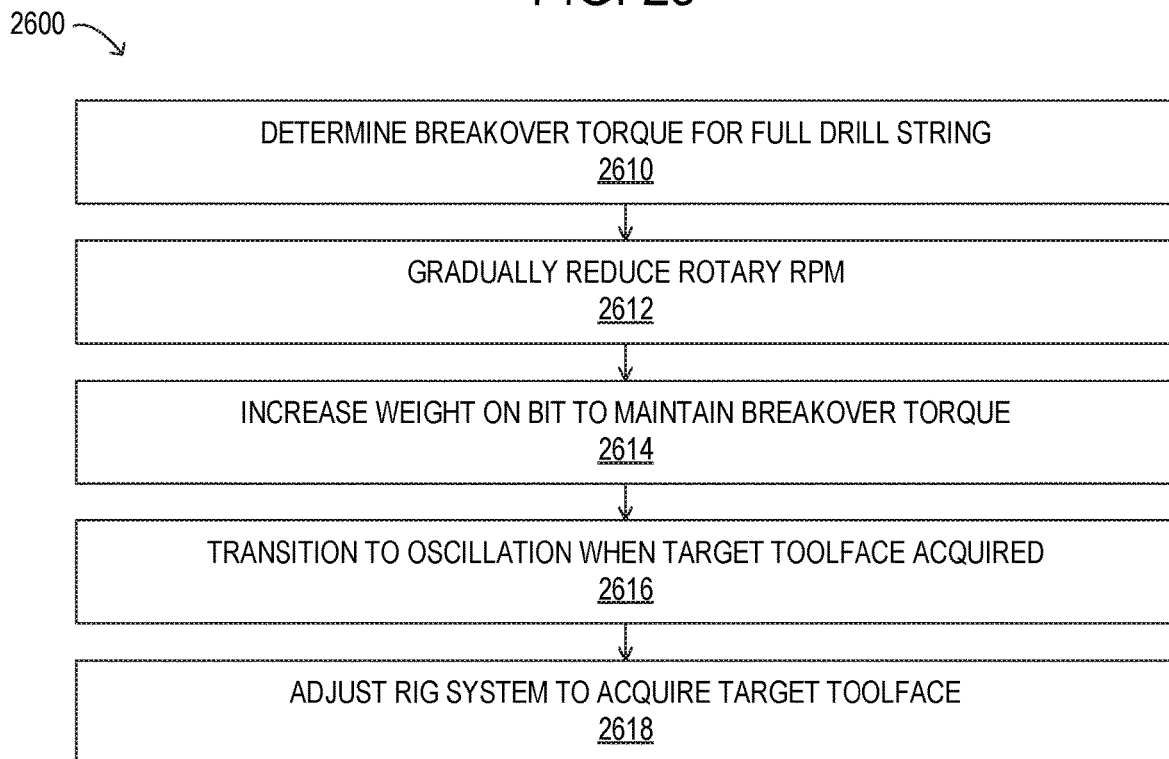 2600
DETERMINE BREAKOVER TORQUE FOR FULL DRILL STRING
2610
GRADUALLY REDUCE ROTARY RPM
2612
INCREASE WEIGHT ON BIT TO MAINTAIN BREAKOVER TORQUE
2614
TRANSITION TO OSCILLATION WHEN TARGET TOOLFACE ACQUIRED
2616
ADJUST RIG SYSTEM TO ACQUIRE TARGET TOOLFACE
2618